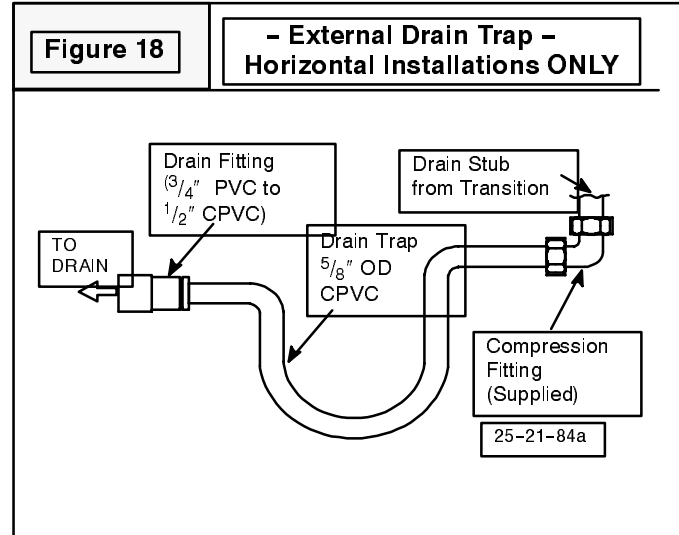 Figure 18
– External Drain Trap –
Horizontal Installations ONLY
Drain Fitting
(3/4" PVC to
1/2" CPVC)
Drain Stub
from Transition
TO
DRAIN
Drain Trap
5/8" OD
CPVC
Compression
Fitting
(Supplied)
25–21–84a